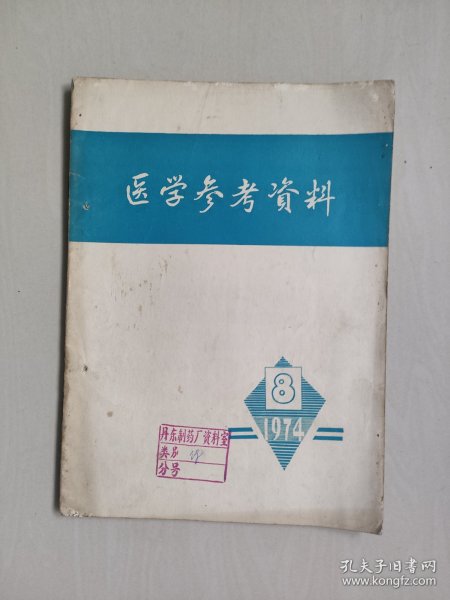 医学参考资料
8
1974
丹东制药厂资料室
类别
分号
孔夫子旧书网
www.kongfz.com